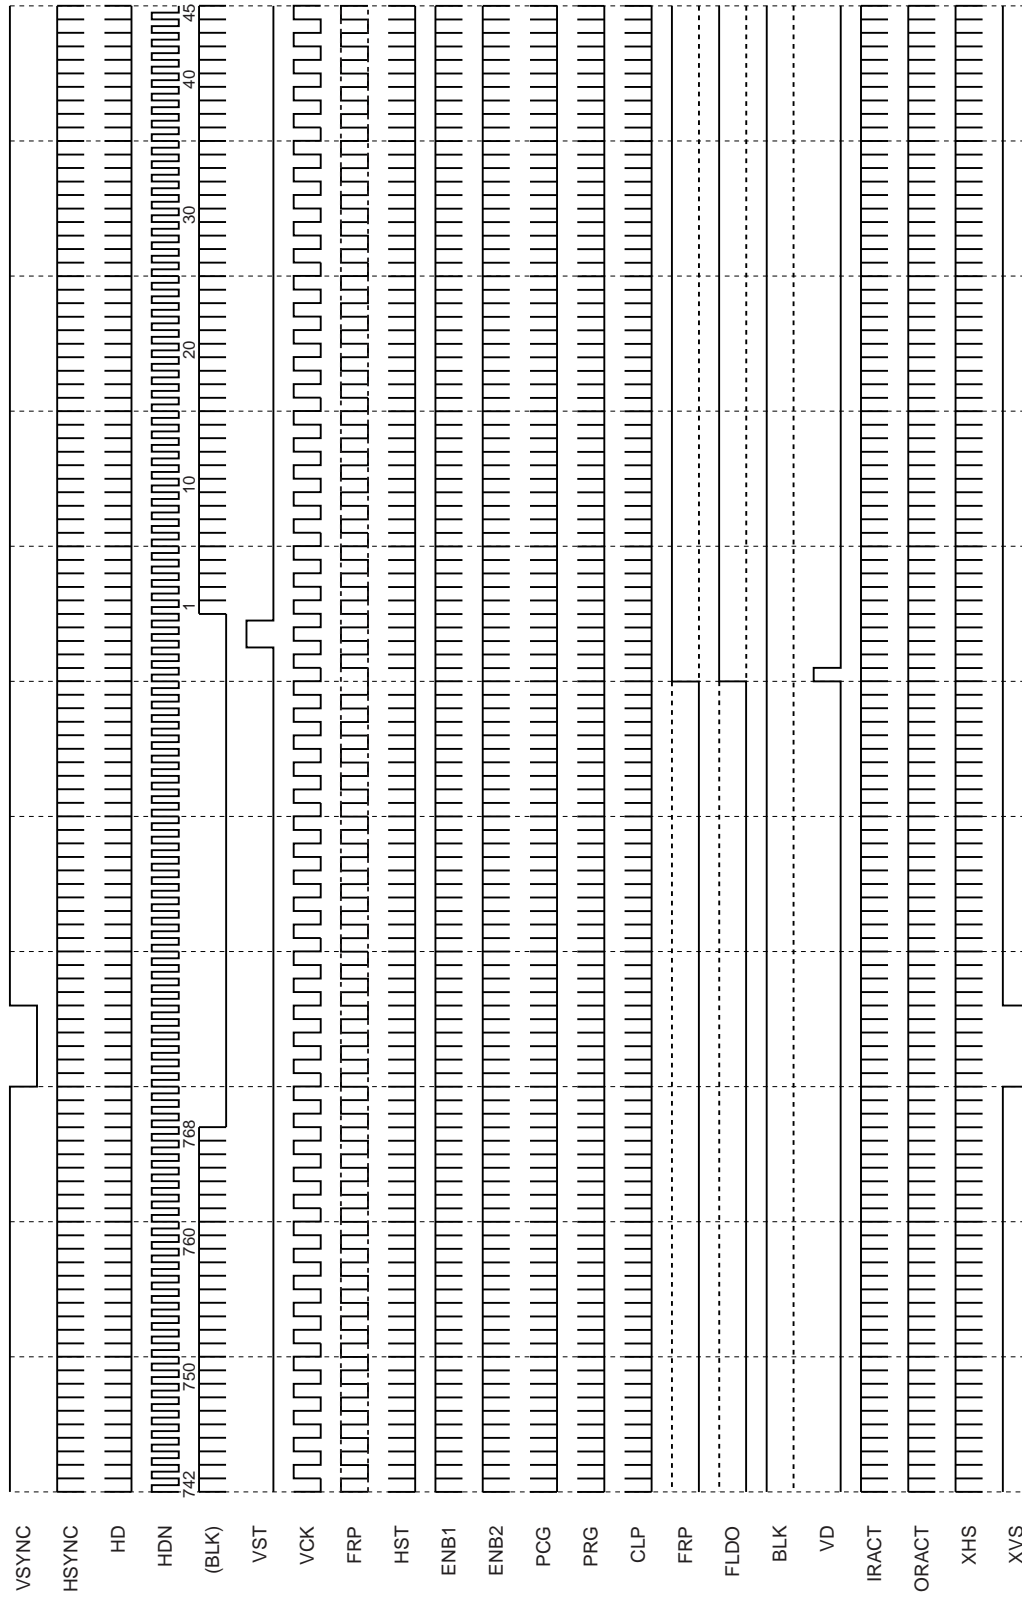 VSYNC
HSYNC
HD
HDN
742 750 760 768 1 10 20 30 40 45
(BLK)
VST
VCK
FRP
HST
ENB1
ENB2
PCG
PRG
CLP
FRP
FLDO
BLK
VD
IRACT
ORACT
XHS
XVS